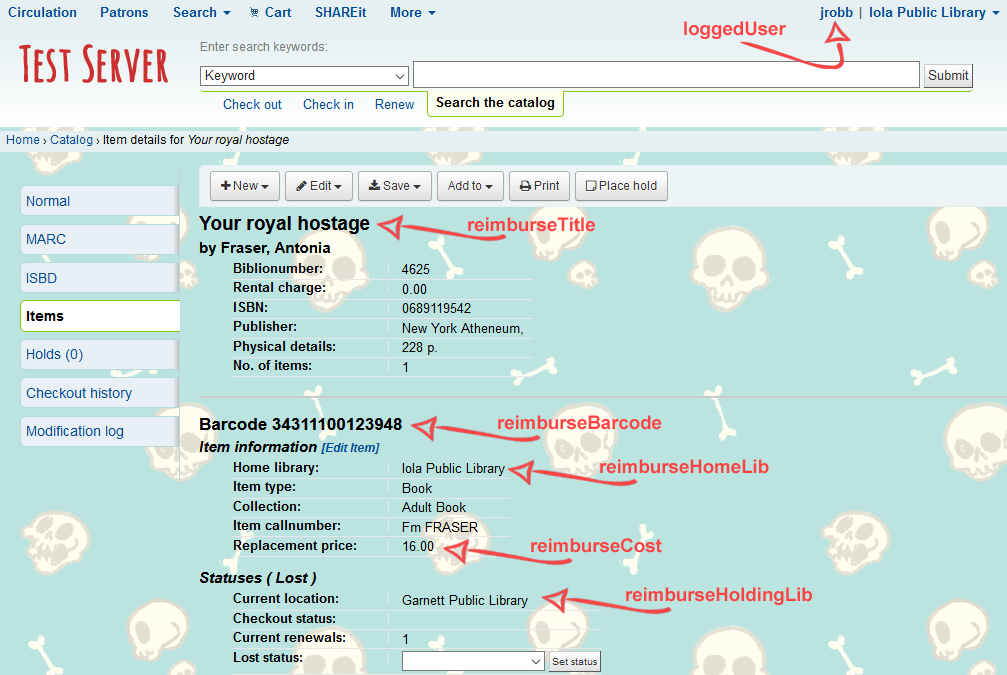 Circulation Patrons Search Cart SHAREit More jrobb | Iola Public Library
loggedUser
TEST SERVER
Enter search keywords:
Keyword Submit
Check out Check in Renew Search the catalog
Home › Catalog › Item details for Your royal hostage
New Edit Save Add to Print Place hold
Normal
MARC
ISBD
Items
Holds (0)
Checkout history
Modification log
Your royal hostage reimburseTitle
by Fraser, Antonia
Biblionumber: 4625
Rental charge: 0.00
ISBN: 0689119542
Publisher: New York Atheneum,
Physical details: 228 p.
No. of items: 1
Barcode 34311100123948 reimburseBarcode
Item information [Edit Item]
Home library: Iola Public Library reimburseHomeLib
Item type: Book
Collection: Adult Book
Item callnumber: Fm FRASER
Replacement price: 16.00 reimburseCost
Statuses ( Lost )
Current location: Garnett Public Library reimburseHoldingLib
Checkout status:
Current renewals: 1
Lost status: Set status